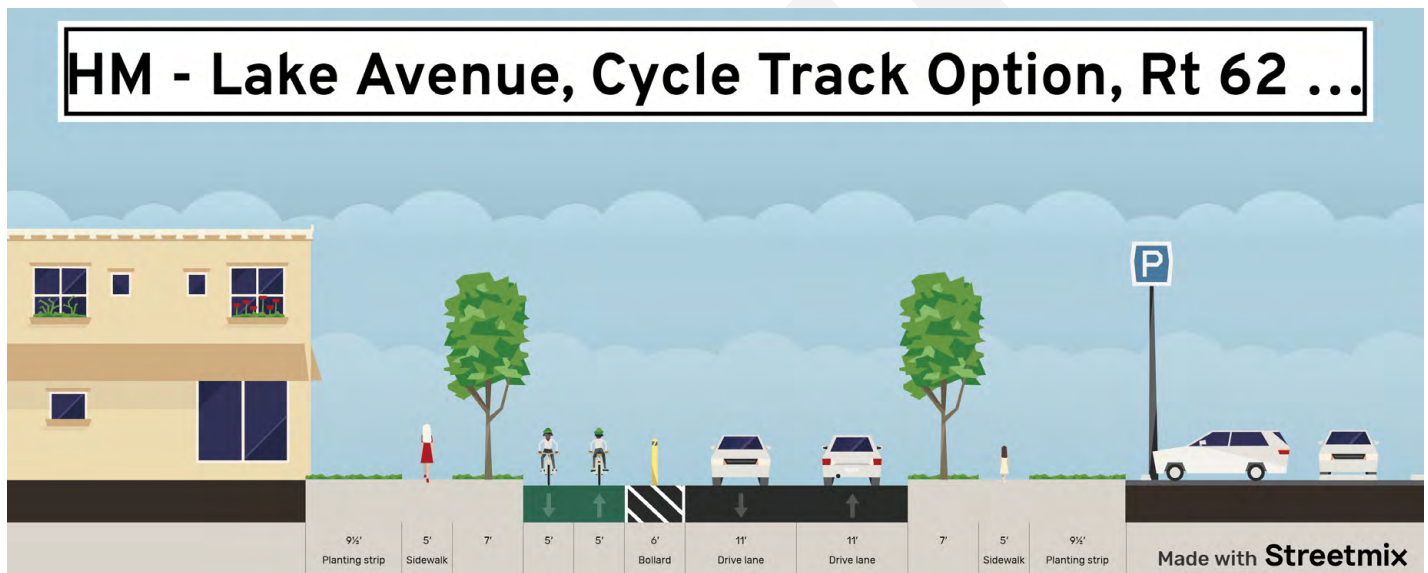 HM - Lake Avenue, Cycle Track Option, Rt 62 ...
P
9½' 5' 7' 5' 5' 6' 11' 11' 7' 5' 9½'
Planting strip Sidewalk Bollard Drive lane Drive lane Sidewalk Planting strip
Made with Streetmix